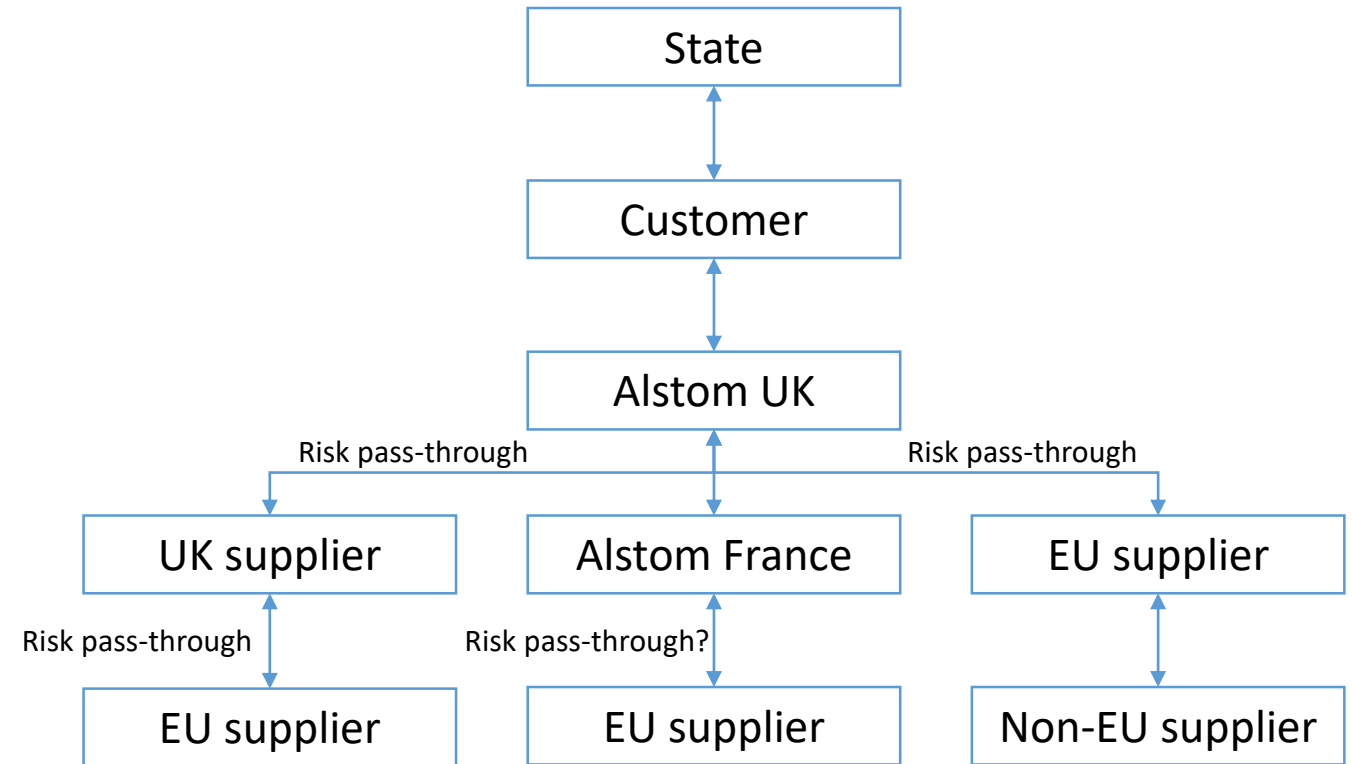 State
Customer
Alstom UK
Risk pass-through
Risk pass-through
UK supplier
Alstom France
EU supplier
Risk pass-through
Risk pass-through?
EU supplier
EU supplier
Non-EU supplier